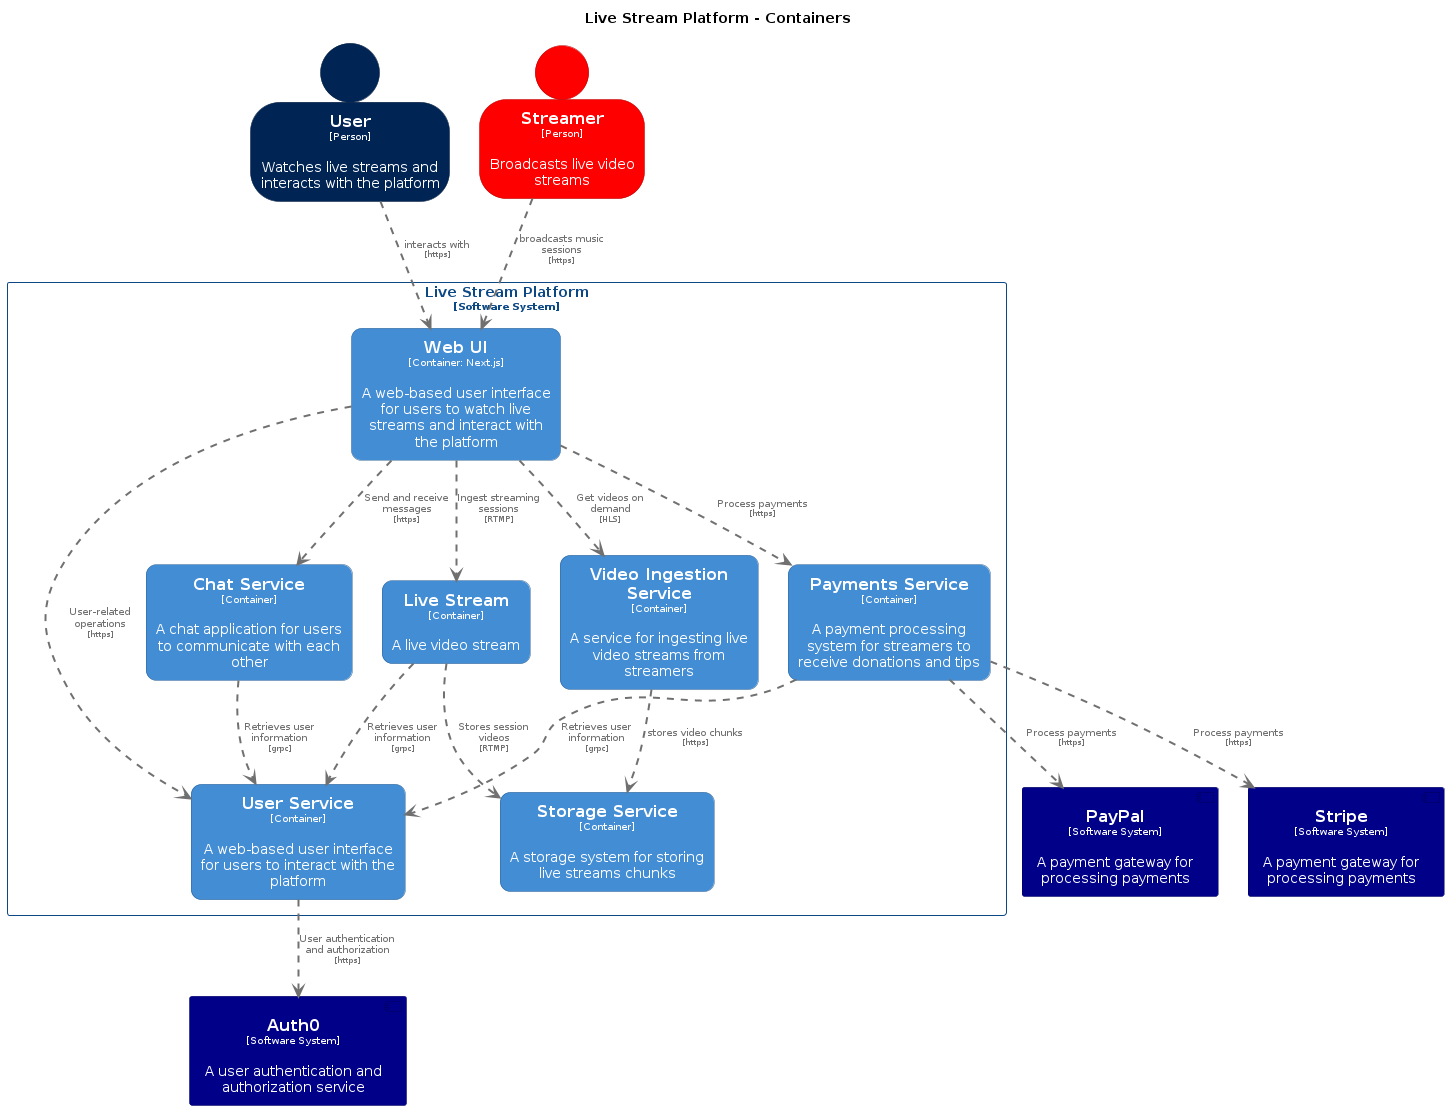 Live Stream Platform - Containers
User
[Person]
Watches live streams and
interacts with the platform
Streamer
[Person]
Broadcasts live video
streams
interacts with
[https]
broadcasts music
sessions
[https]
Live Stream Platform
[Software System]
Web UI
[Container: Next.js]
A web-based user interface
for users to watch live
streams and interact with
the platform
Send and receive
messages
[https]
Ingest streaming
sessions
[RTMP]
Get videos on
demand
[HLS]
Process payments
[https]
User-related
operations
[https]
Chat Service
[Container]
A chat application for users
to communicate with each
other
Live Stream
[Container]
A live video stream
Video Ingestion
Service
[Container]
A service for ingesting live
video streams from
streamers
Payments Service
[Container]
A payment processing
system for streamers to
receive donations and tips
Retrieves user
information
[grpc]
Retrieves user
information
[grpc]
Stores session
videos
[RTMP]
Retrieves user
information
[grpc]
stores video chunks
[https]
Process payments
[https]
Process payments
[https]
User Service
[Container]
A web-based user interface
for users to interact with the
platform
Storage Service
[Container]
A storage system for storing
live streams chunks
PayPal
[Software System]
A payment gateway for
processing payments
Stripe
[Software System]
A payment gateway for
processing payments
User authentication
and authorization
[https]
Auth0
[Software System]
A user authentication and
authorization service